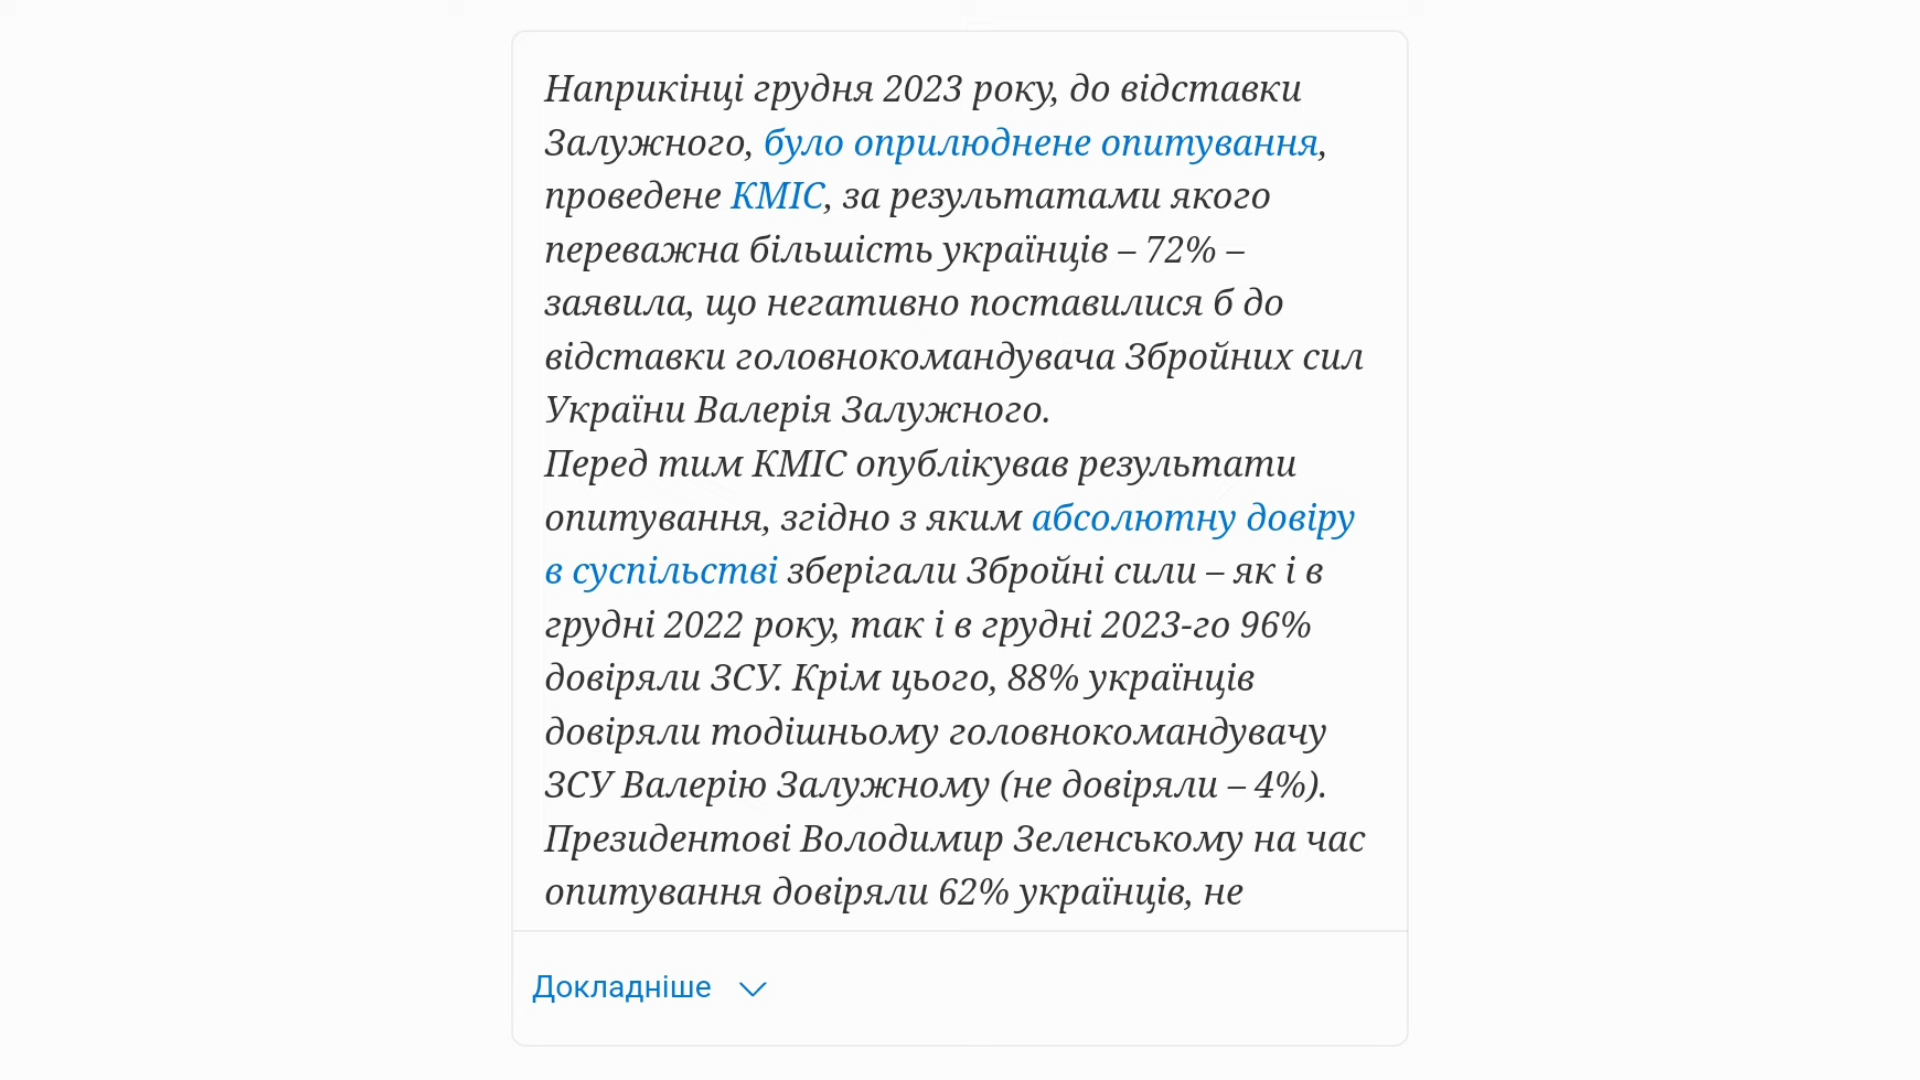 Наприкінці грудня 2023 року, до відставки
Залужного, було оприлюднене опитування,
проведене КМІС, за результатами якого
переважна більшість українців – 72% –
заявила, що негативно поставилися б до
відставки головнокомандувача Збройних сил
України Валерія Залужного.
Перед тим КМІС опублікував результати
опитування, згідно з яким абсолютну довіру
в суспільстві зберігали Збройні сили – як і в
грудні 2022 року, так і в грудні 2023-го 96%
довіряли ЗСУ. Крім цього, 88% українців
довіряли тодішньому головнокомандувачу
ЗСУ Валерію Залужному (не довіряли – 4%).
Президентові Володимир Зеленському на час
опитування довіряли 62% українців, не
Докладніше